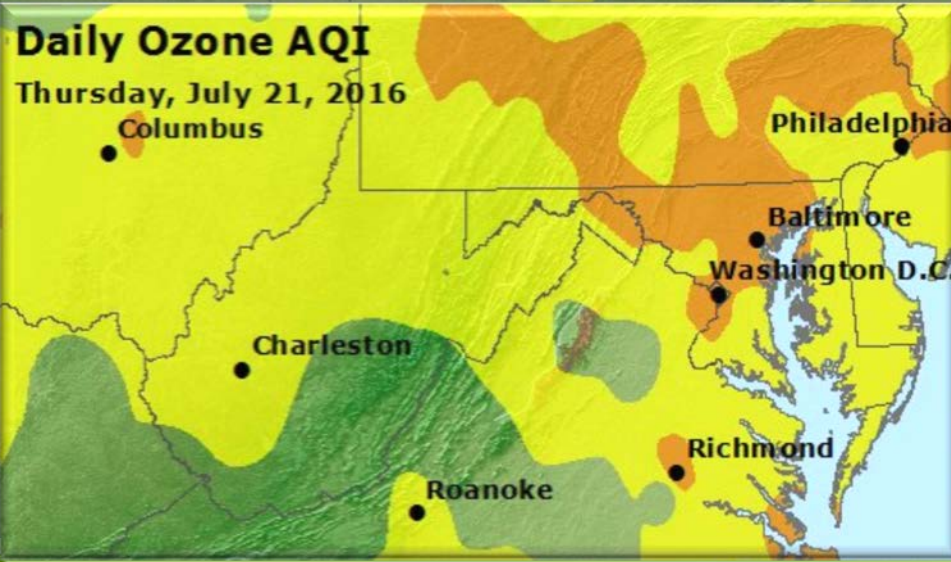 Daily Ozone AQI
Thursday, July 21, 2016
Columbus
Philadelphia
Baltimore
Washington D.C.
Charleston
Richmond
Roanoke